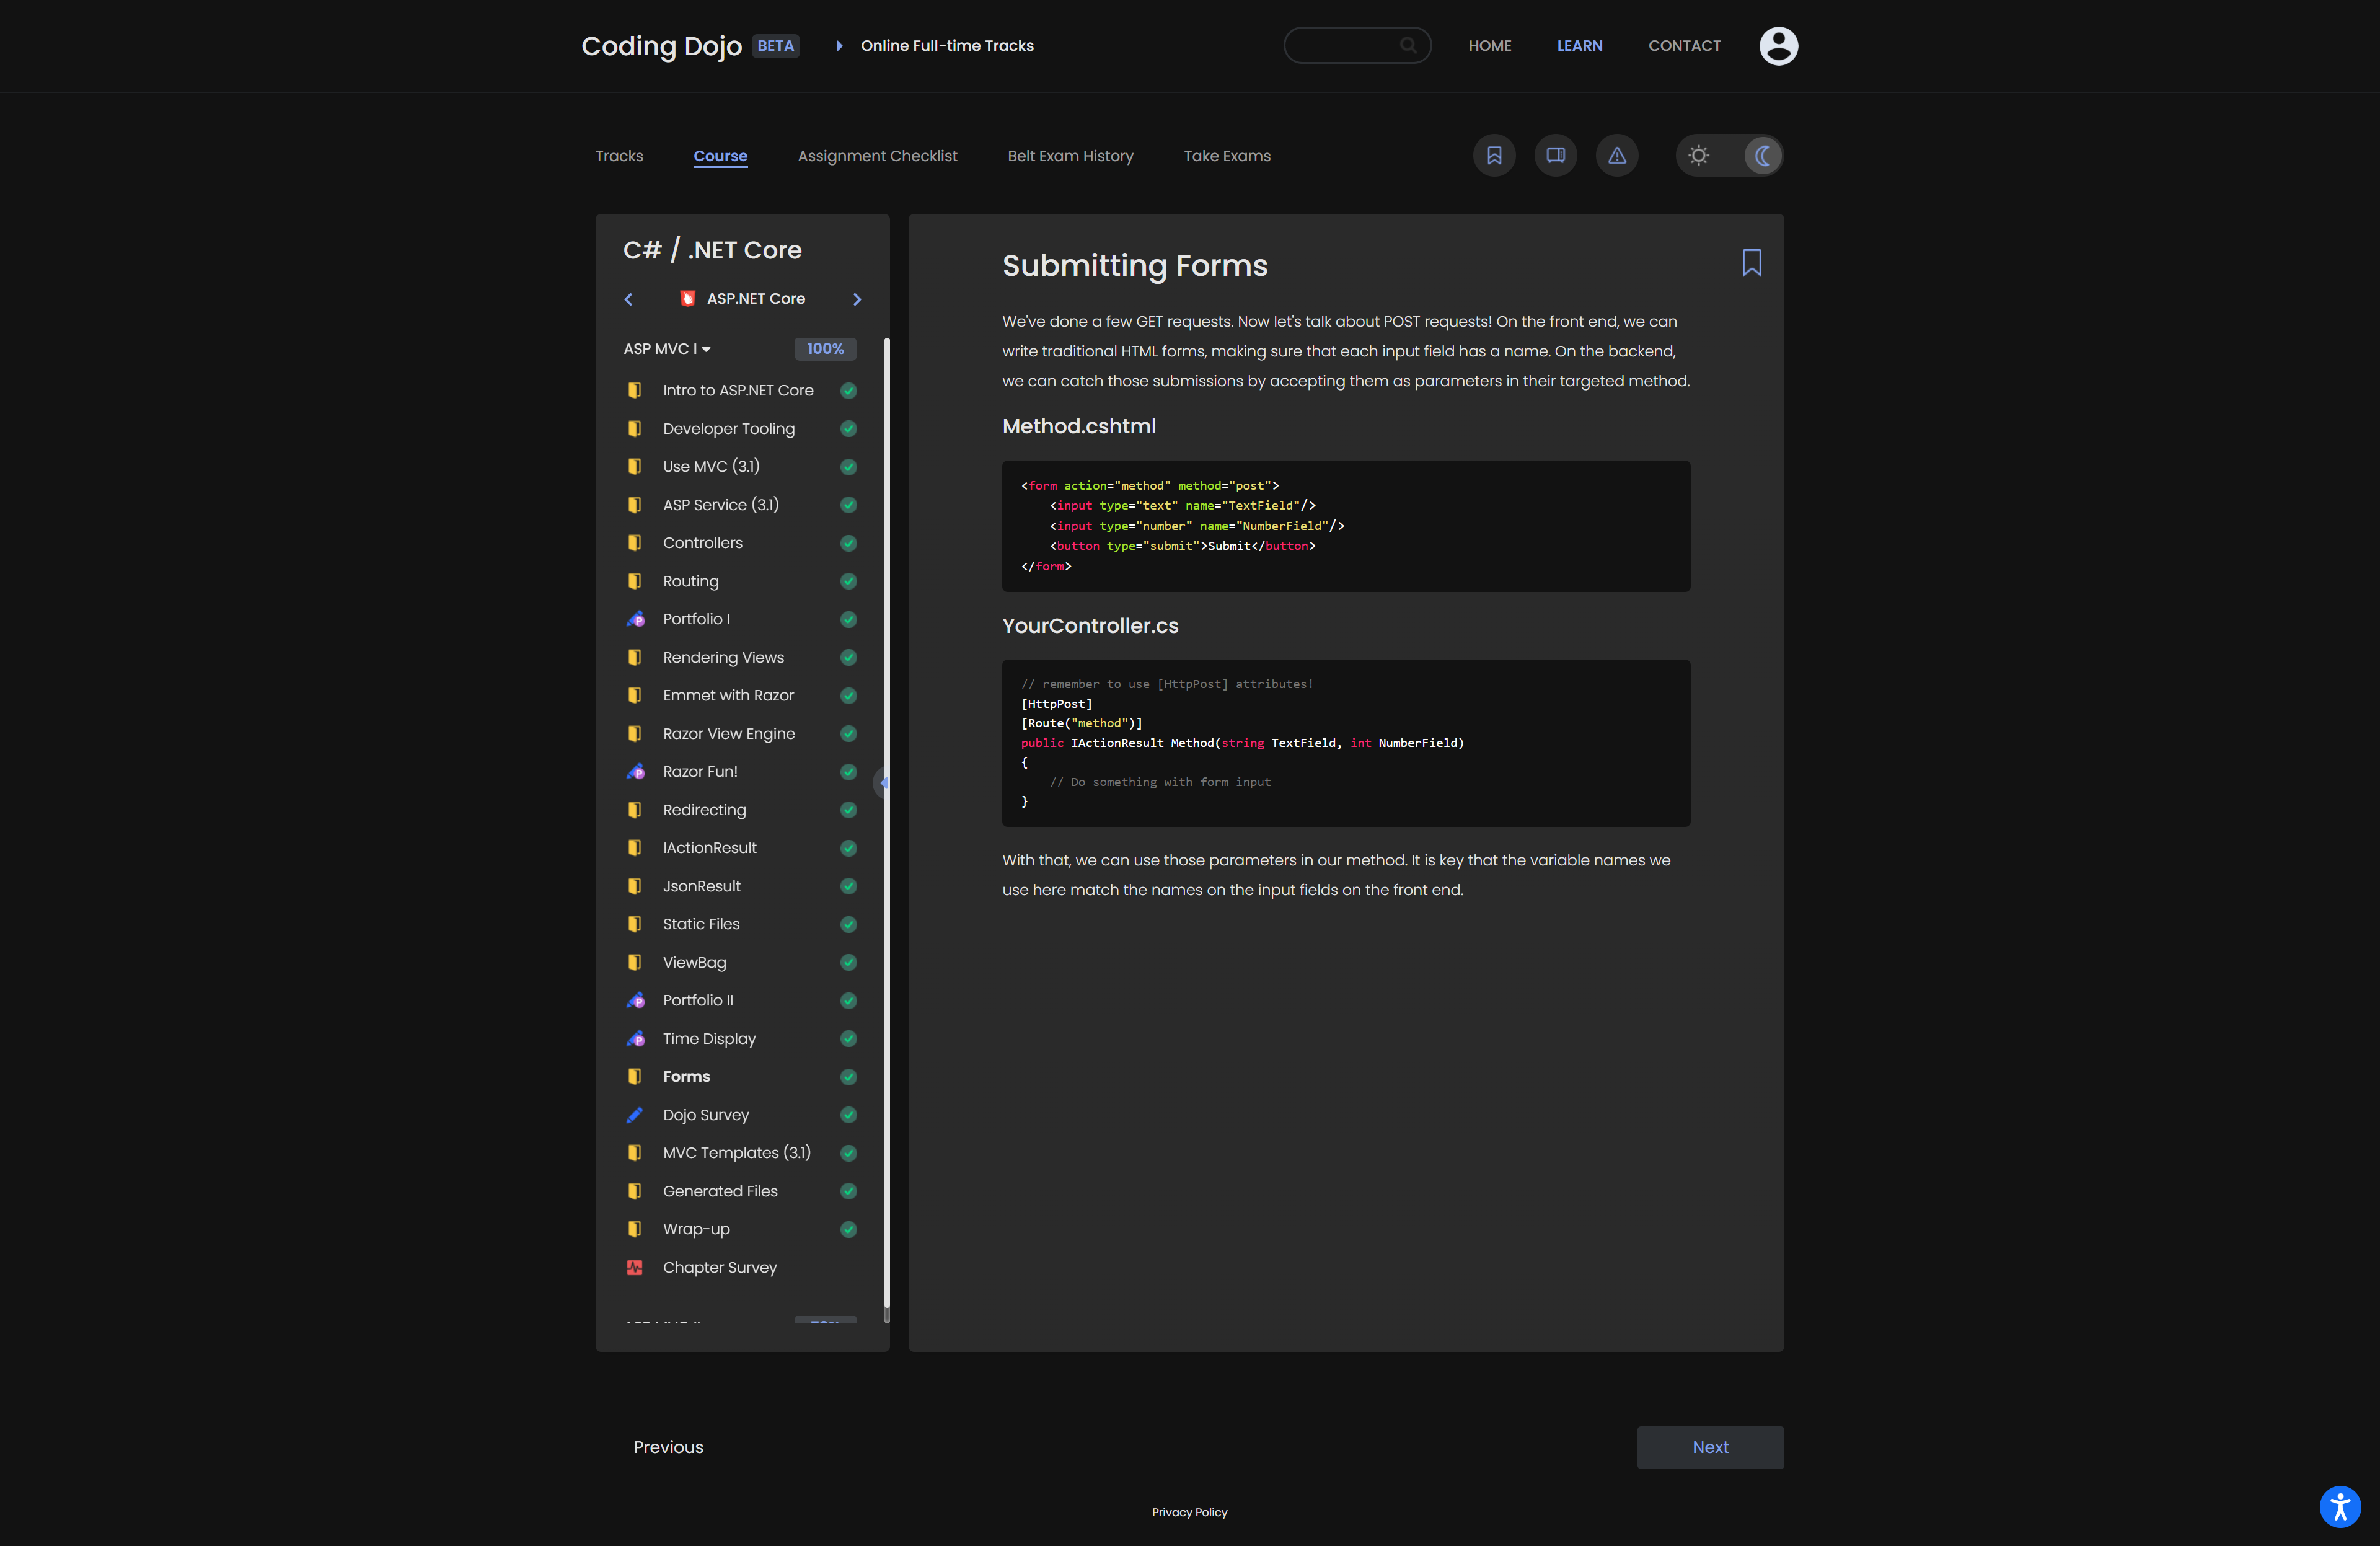 Coding Dojo BETA Online Full-time Tracks HOME LEARN CONTACT
Tracks Course Assignment Checklist Belt Exam History Take Exams
C# / .NET Core
ASP.NET Core
ASP MVC I 100%
Intro to ASP.NET Core
Developer Tooling
Use MVC (3.1)
ASP Service (3.1)
Controllers
Routing
Portfolio I
Rendering Views
Emmet with Razor
Razor View Engine
Razor Fun!
Redirecting
IActionResult
JsonResult
Static Files
ViewBag
Portfolio II
Time Display
Forms
Dojo Survey
MVC Templates (3.1)
Generated Files
Wrap-up
Chapter Survey
Submitting Forms
We've done a few GET requests. Now let's talk about POST requests! On the front end, we can
write traditional HTML forms, making sure that each input field has a name. On the backend,
we can catch those submissions by accepting them as parameters in their targeted method.
Method.cshtml
<form action="method" method="post">
    <input type="text" name="TextField"/>
    <input type="number" name="NumberField"/>
    <button type="submit">Submit</button>
</form>
YourController.cs
// remember to use [HttpPost] attributes!
[HttpPost]
[Route("method")]
public IActionResult Method(string TextField, int NumberField)
{
    // Do something with form input
}
With that, we can use those parameters in our method. It is key that the variable names we
use here match the names on the input fields on the front end.
Previous
Next
Privacy Policy